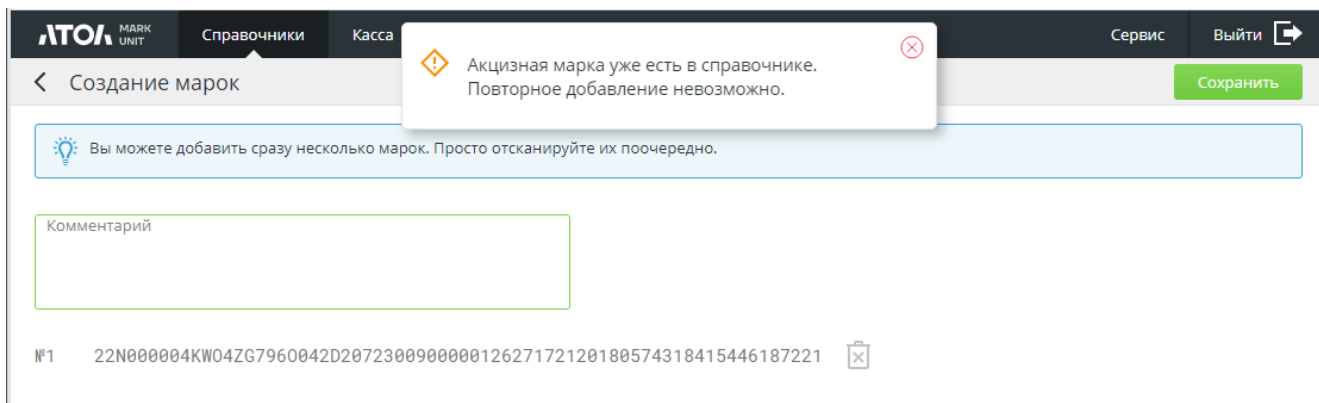 АТОЛ MARK UNIT Справочники Касса Сервис Выйти
Акцизная марка уже есть в справочнике.
Повторное добавление невозможно.
Создание марок Сохранить
Вы можете добавить сразу несколько марок. Просто отсканируйте их поочередно.
Комментарий
№1 22N000004KWO4ZG796O042D207230090000012627172120180574318415446187221